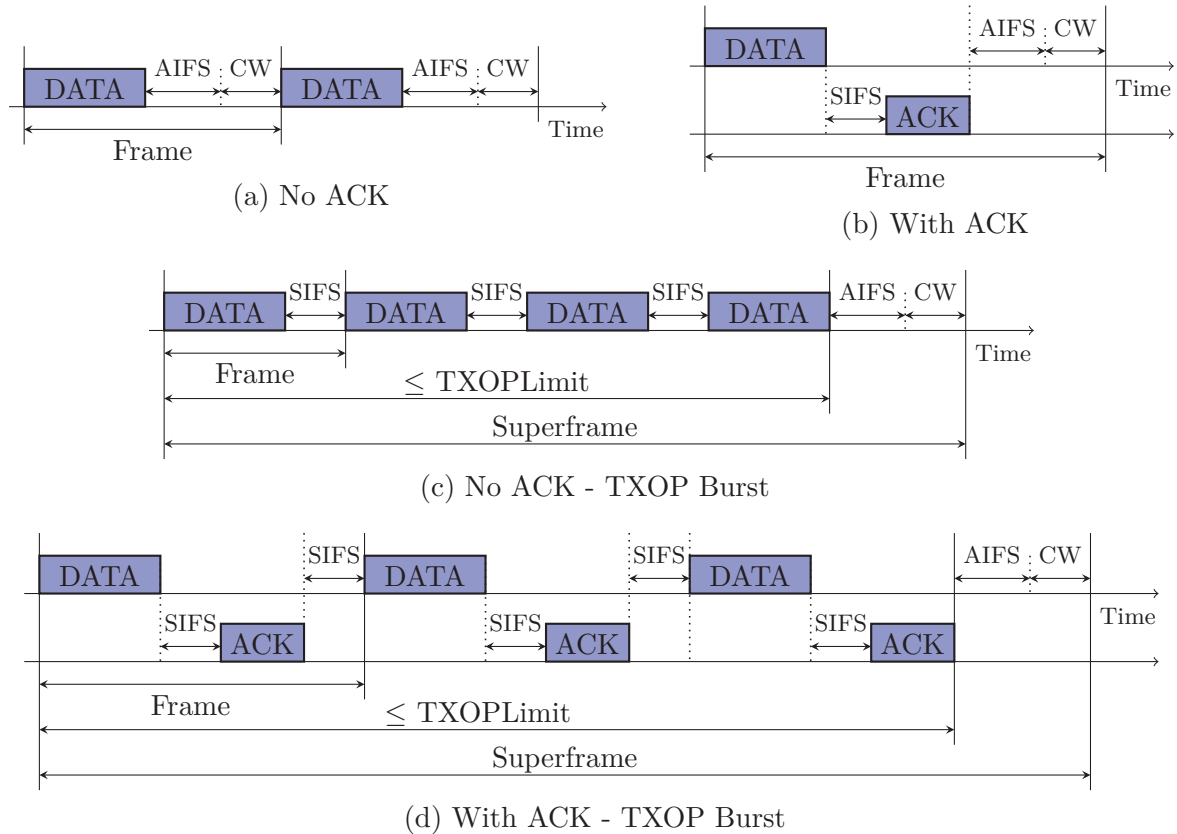 AIFS CW AIFS CW
DATA DATA
Time
Frame
(a) No ACK
AIFS CW
DATA
Time
SIFS
ACK
Frame
(b) With ACK
SIFS SIFS SIFS AIFS CW
DATA DATA DATA DATA
Time
Frame
≤ TXOPLimit
Superframe
(c) No ACK - TXOP Burst
SIFS SIFS AIFS CW
DATA DATA DATA
Time
SIFS SIFS SIFS
ACK ACK ACK
Frame
≤ TXOPLimit
Superframe
(d) With ACK - TXOP Burst